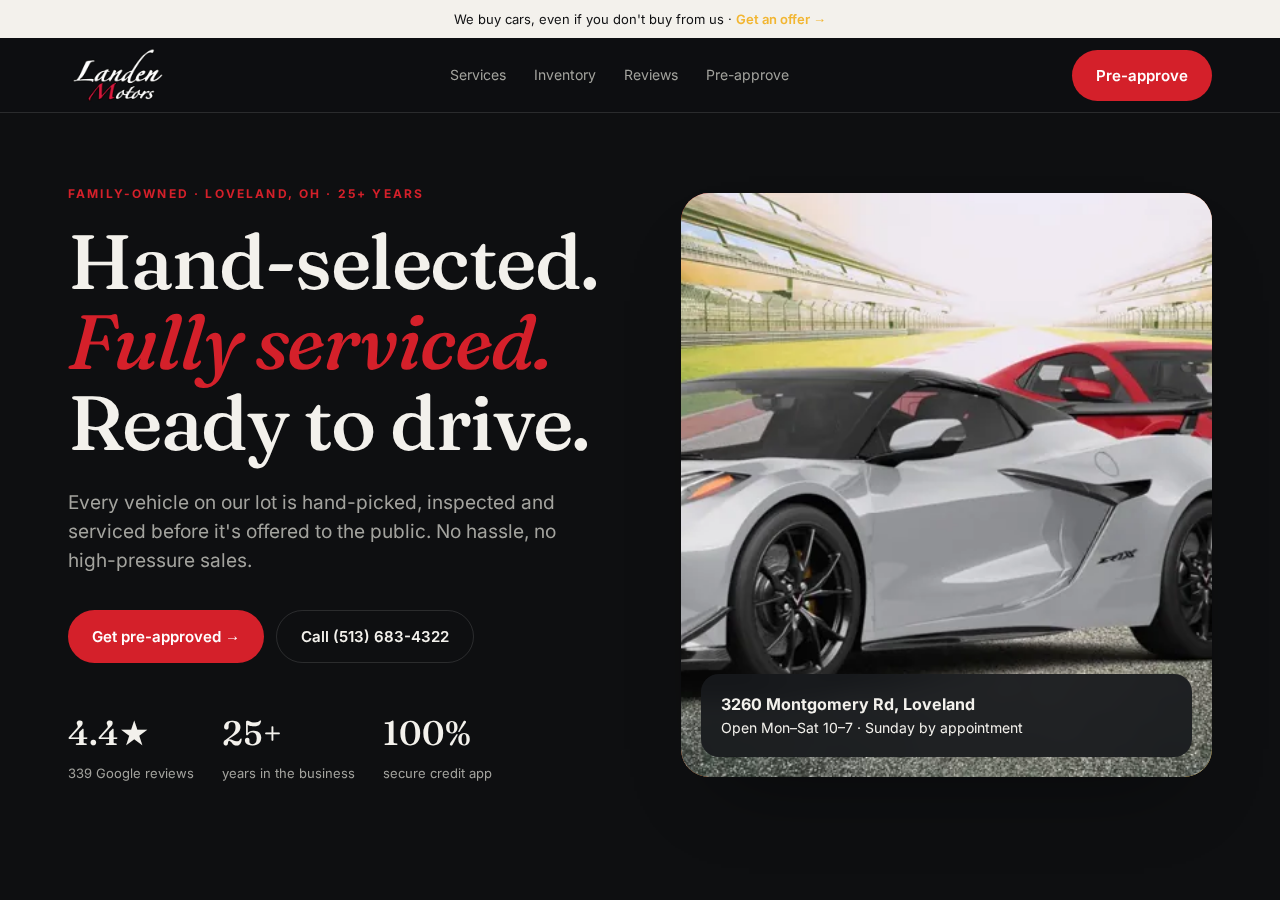 We buy cars, even if you don't buy from us · Get an offer →
Landen
Motors
Services
Inventory
Reviews
Pre-approve
Pre-approve
FAMILY-OWNED · LOVELAND, OH · 25+ YEARS
Hand-selected.
Fully serviced.
Ready to drive.
Every vehicle on our lot is hand-picked, inspected and
serviced before it's offered to the public. No hassle, no
high-pressure sales.
Get pre-approved →
Call (513) 683-4322
4.4★
339 Google reviews
25+
years in the business
100%
secure credit app
3260 Montgomery Rd, Loveland
Open Mon–Sat 10–7 · Sunday by appointment